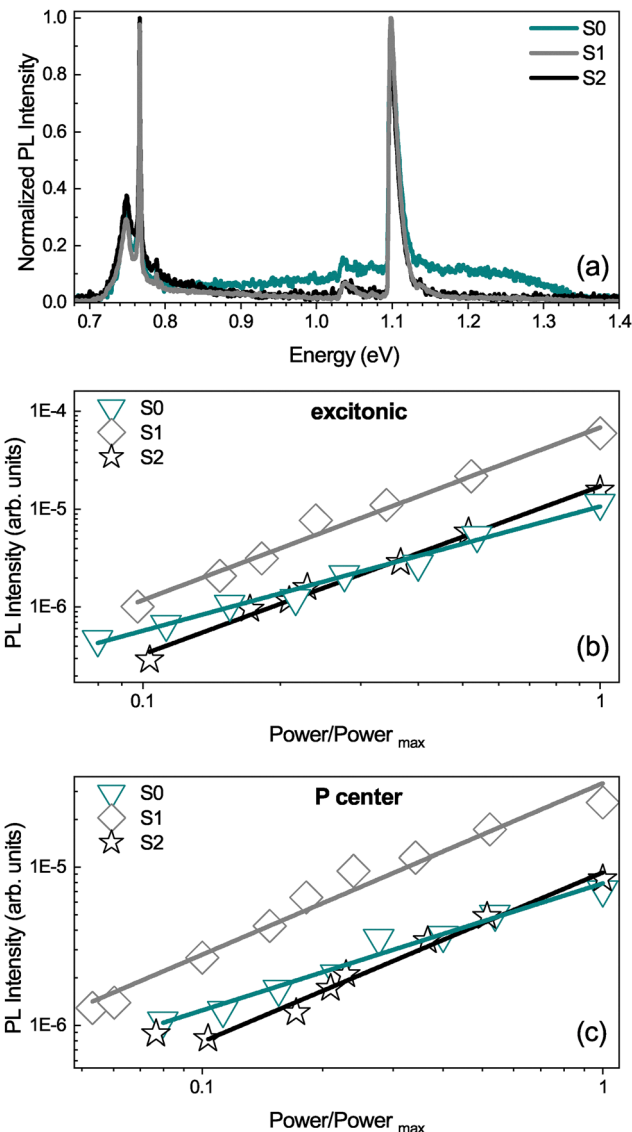 1.0
0.8
0.6
0.4
0.2
0.0
Normalized PL Intensity
S0
S1
S2
(a)
0.7 0.8 0.9 1.0 1.1 1.2 1.3 1.4
Energy (eV)
1E-4
1E-5
1E-6
PL Intensity (arb. units)
S0
S1
S2
excitonic
(b)
0.1 1
Power/Power max
1E-5
1E-6
PL Intensity (arb. units)
S0
S1
S2
P center
(c)
0.1 1
Power/Power max